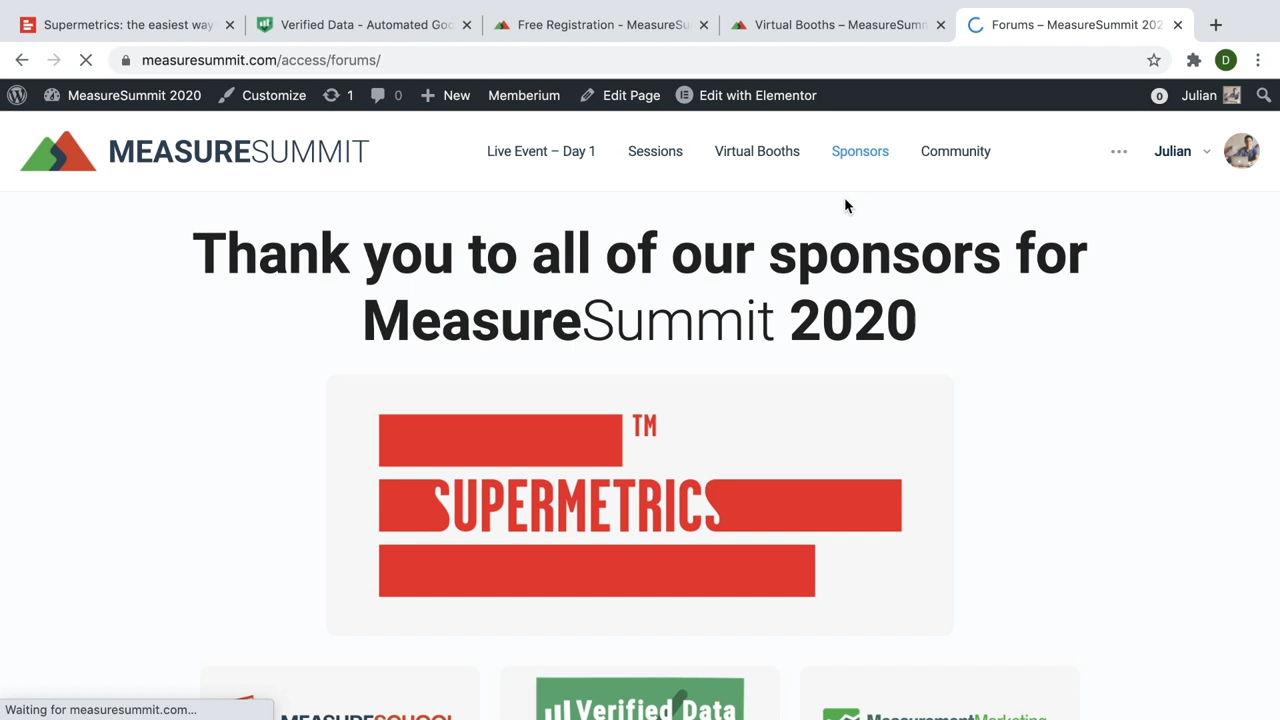 Supermetrics: the easiest way
Verified Data - Automated Goo
Free Registration - MeasureSu
Virtual Booths – MeasureSumm
Forums – MeasureSummit 202
measuresummit.com/access/forums/
D
MeasureSummit 2020
Customize
1
0
New
Memberium
Edit Page
Edit with Elementor
0
Julian
MEASURESUMMIT
Live Event – Day 1
Sessions
Virtual Booths
Sponsors
Community
Julian
Thank you to all of our sponsors for
MeasureSummit 2020
TM
SUPERMETRICS
MEASURESCHOOL
Verified Data
MeasurementMarketing
Waiting for measuresummit.com...